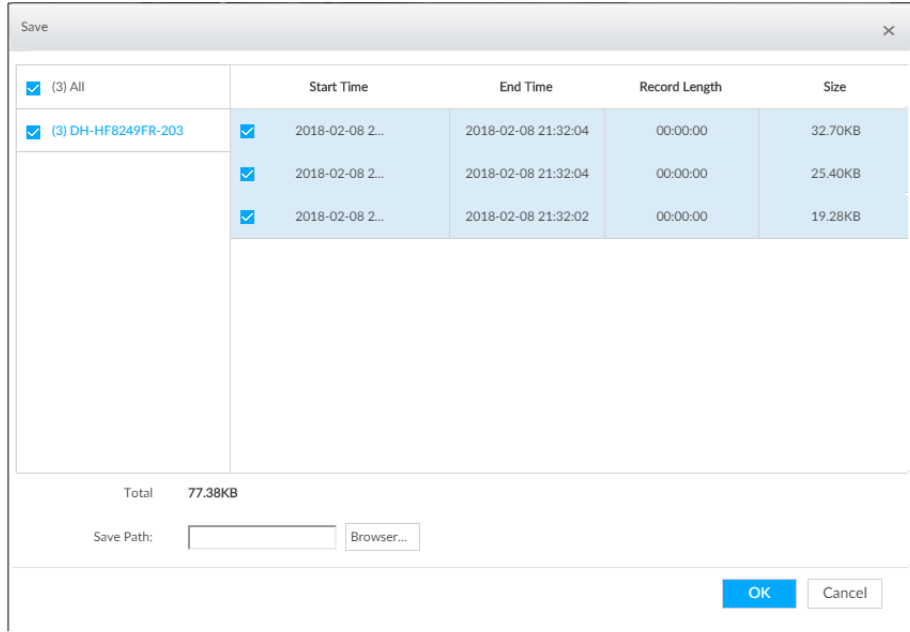 Save
(3) All Start Time End Time Record Length Size
(3) DH-HF8249FR-203 2018-02-08 2... 2018-02-08 21:32:04 00:00:00 32.70KB
2018-02-08 2... 2018-02-08 21:32:04 00:00:00 25.40KB
2018-02-08 2... 2018-02-08 21:32:02 00:00:00 19.28KB
Total 77.38KB
Save Path: Browser...
OK Cancel